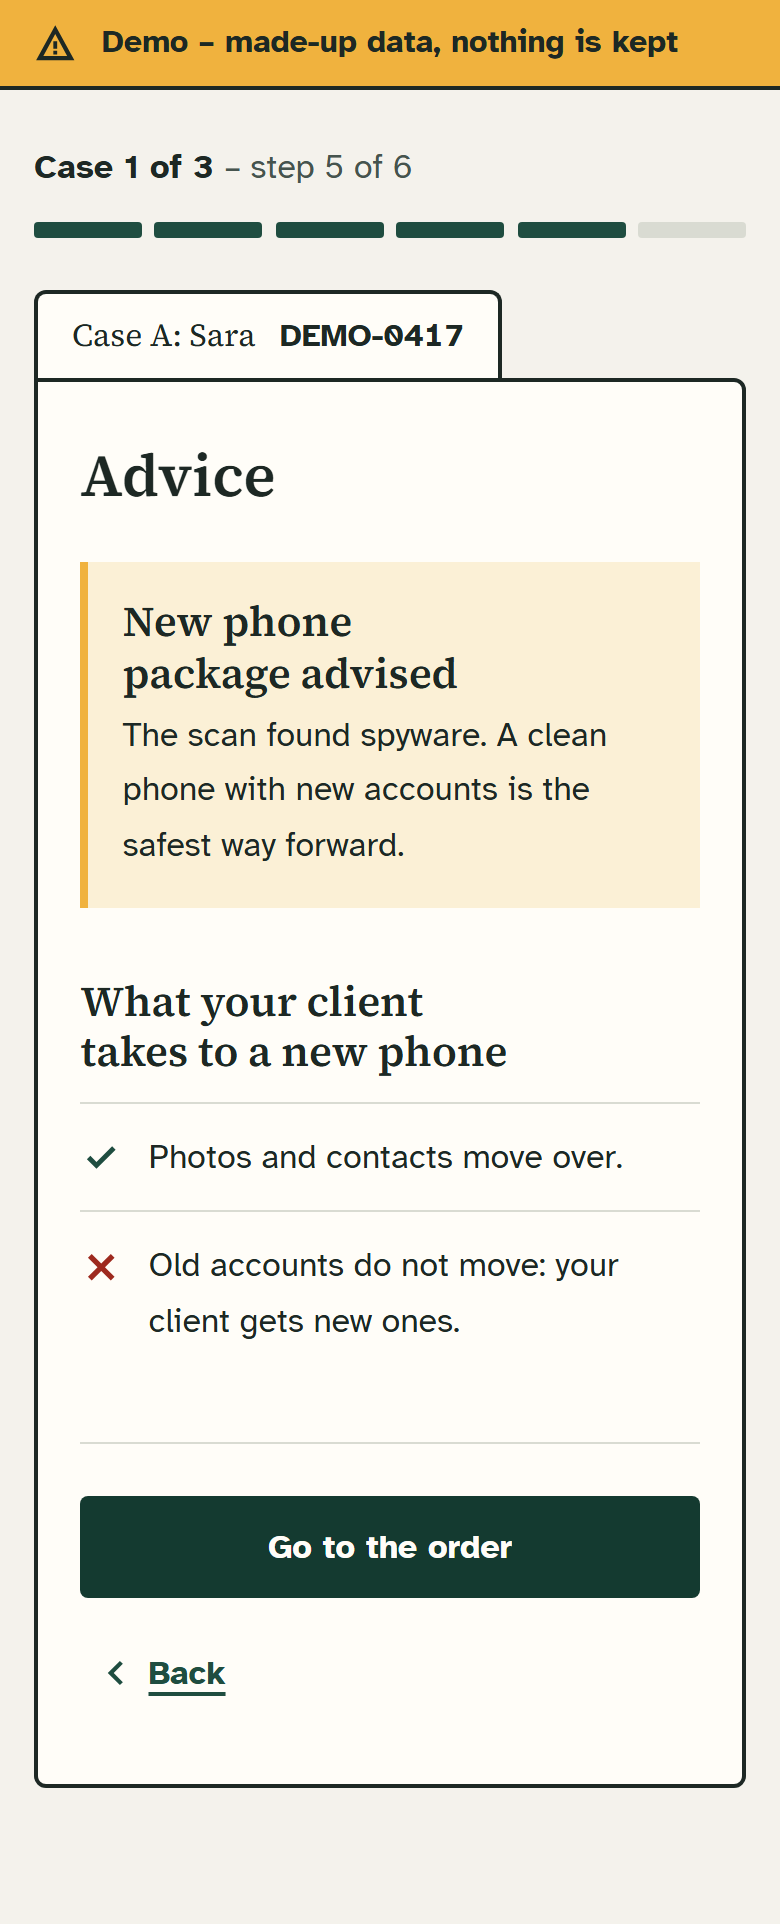 Demo – made-up data, nothing is kept
Case 1 of 3 – step 5 of 6
Case A: Sara DEMO-0417
Advice
New phone
package advised
The scan found spyware. A clean
phone with new accounts is the
safest way forward.
What your client
takes to a new phone
Photos and contacts move over.
Old accounts do not move: your
client gets new ones.
Go to the order
Back